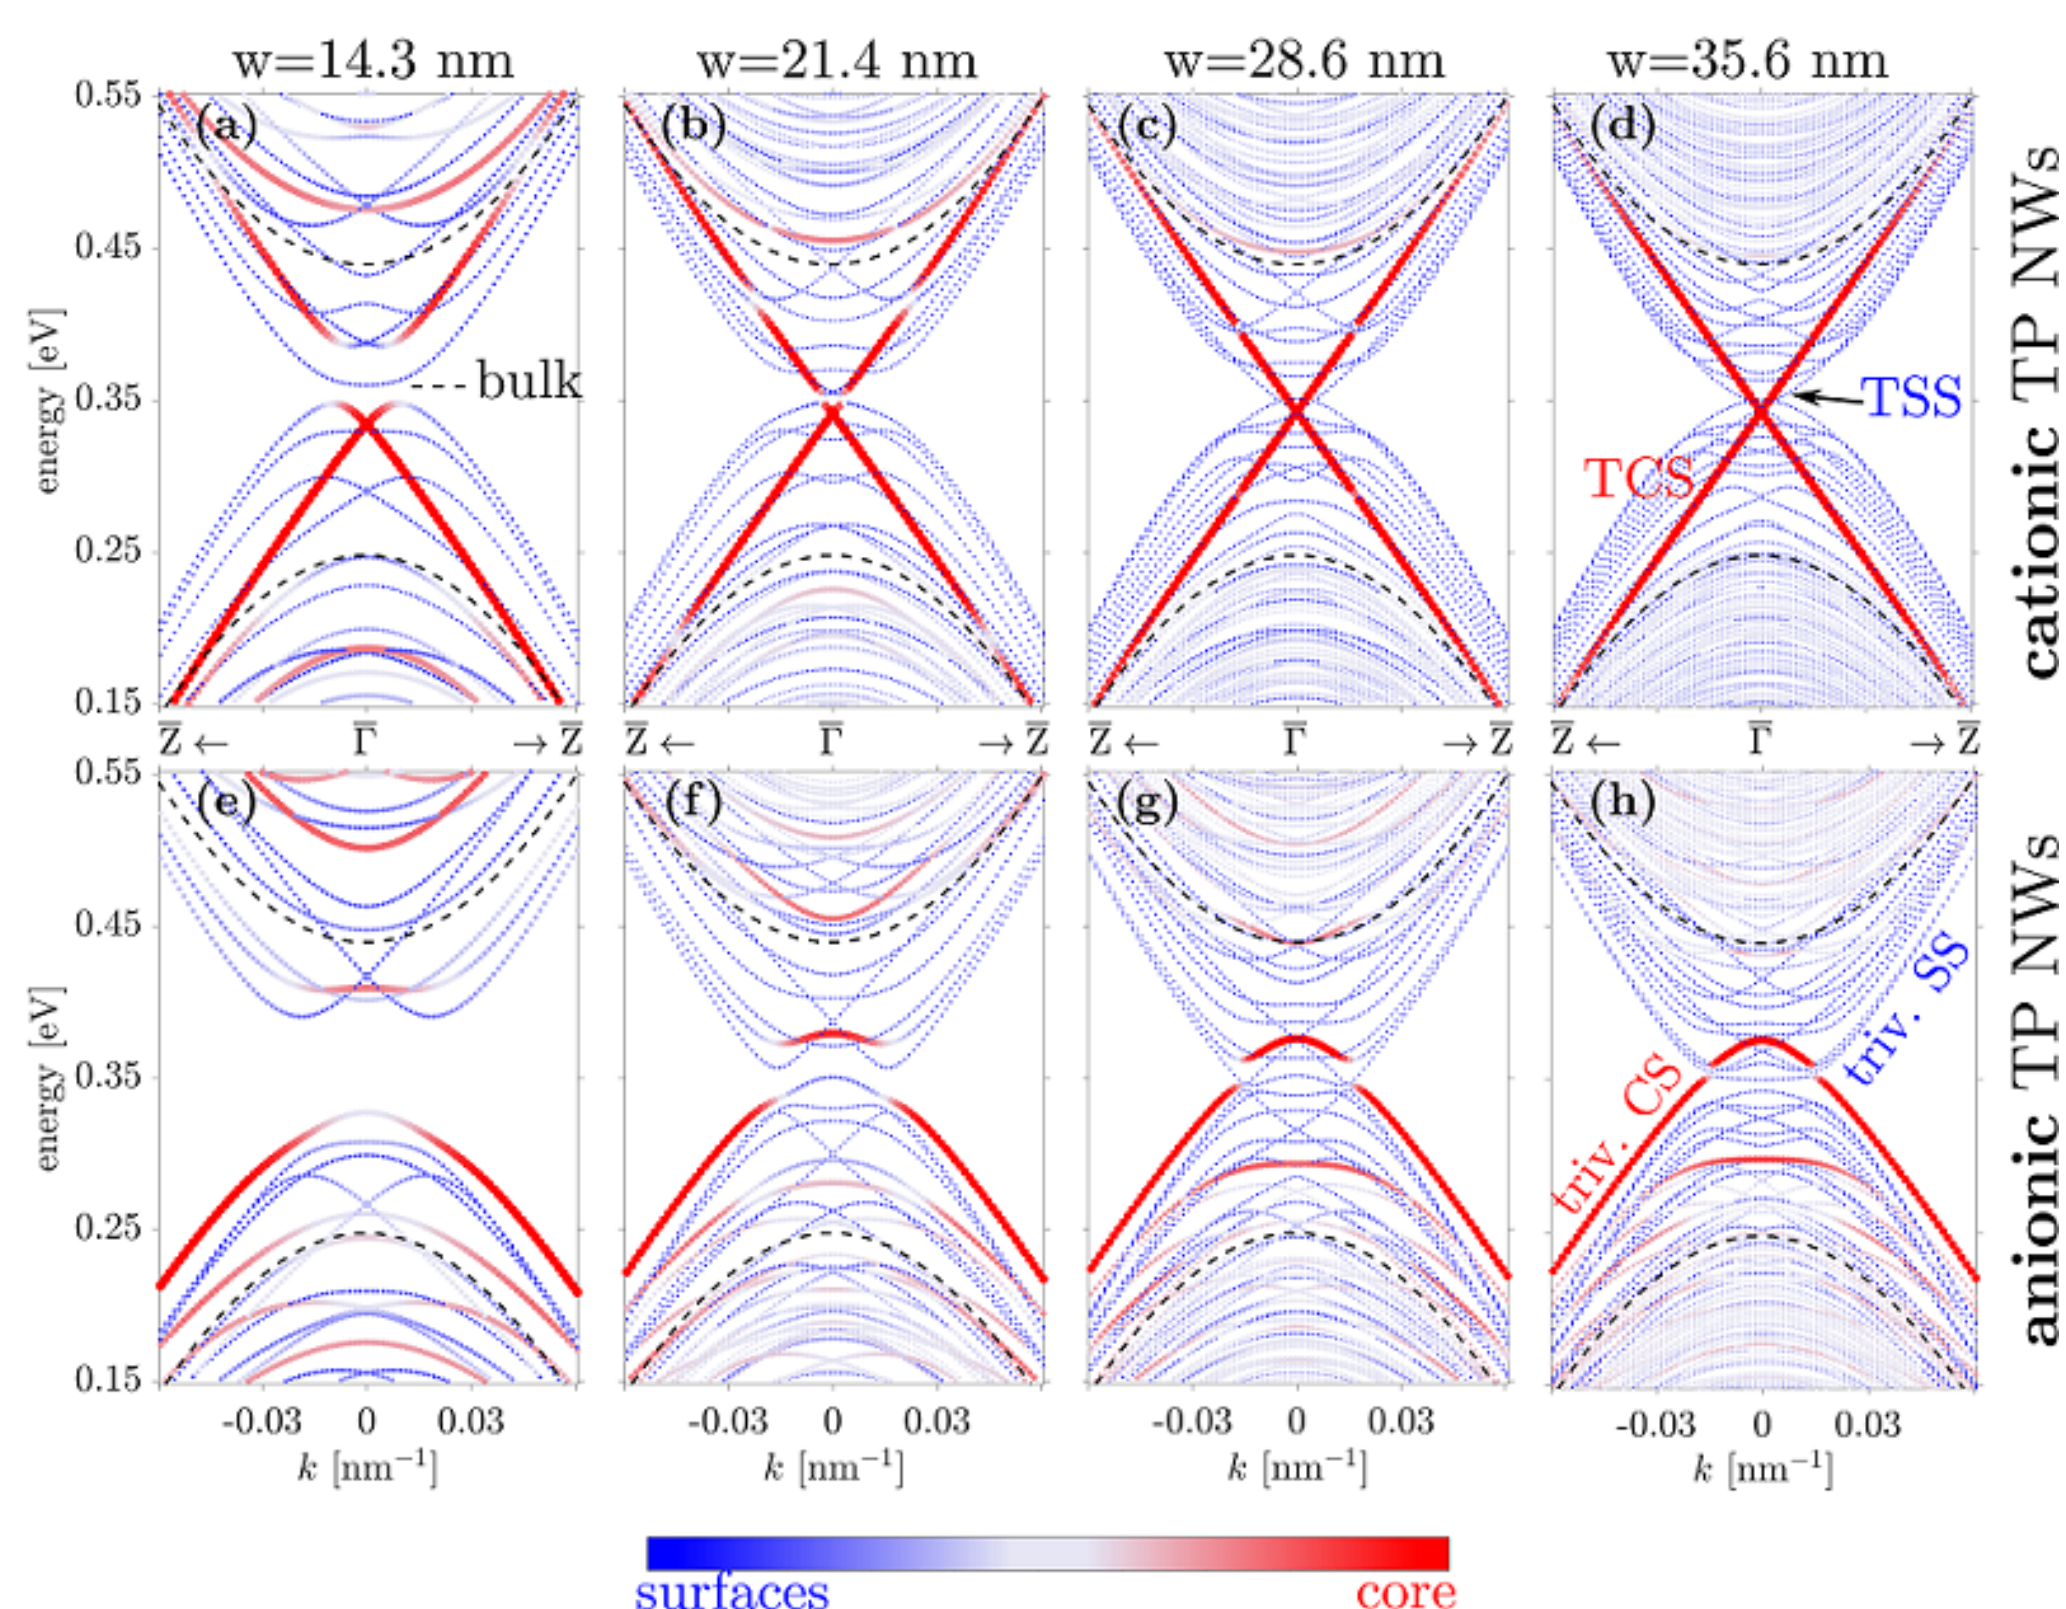 w=14.3 nm w=21.4 nm w=28.6 nm w=35.6 nm
(a) (b) (c) (d)
0.55
0.45
0.35
0.25
0.15
energy [eV]
bulk
TSS
TCS
cationic TP NWs
Z̅ ← Γ̅ → Z̅ Z̅ ← Γ̅ → Z̅ Z̅ ← Γ̅ → Z̅ Z̅ ← Γ̅ → Z̅
(e) (f) (g) (h)
0.55
0.45
0.35
0.25
0.15
energy [eV]
triv. SS
triv. CS
anionic TP NWs
-0.03 0 0.03 -0.03 0 0.03 -0.03 0 0.03 -0.03 0 0.03
k [nm⁻¹] k [nm⁻¹] k [nm⁻¹] k [nm⁻¹]
surfaces core